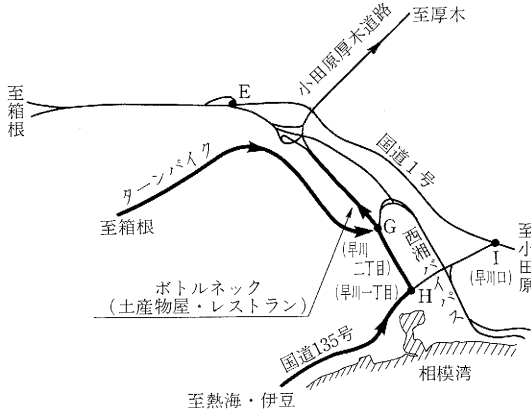 至厚木
小田原厚木道路
至箱根
E
国道1号
ターンパイク
至箱根
G
(早川二丁目)
西湘バイパス
I
(早川口)
至小田原
ボトルネック
(土産物屋・レストラン)
(早川一丁目)
H
国道135号
相模湾
至熱海・伊豆